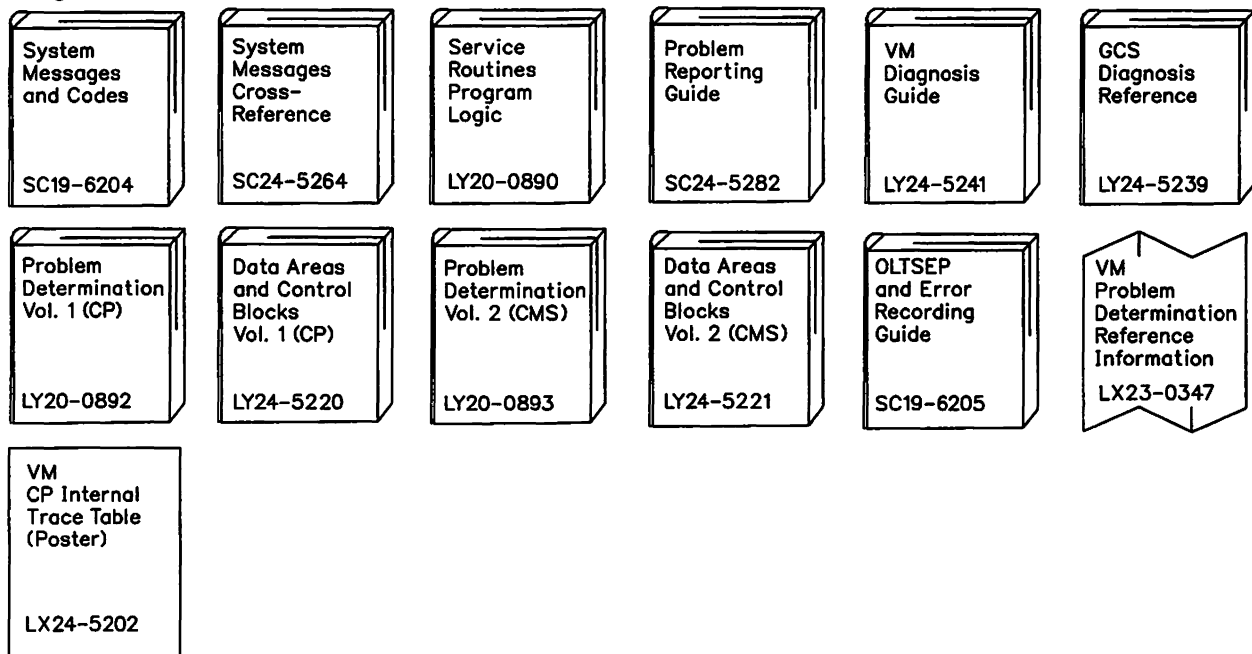 System
Messages
and Codes
SC19-6204
System
Messages
Cross-
Reference
SC24-5264
Service
Routines
Program
Logic
LY20-0890
Problem
Reporting
Guide
SC24-5282
VM
Diagnosis
Guide
LY24-5241
GCS
Diagnosis
Reference
LY24-5239
Problem
Determination
Vol. 1 (CP)
LY20-0892
Data Areas
and Control
Blocks
Vol. 1 (CP)
LY24-5220
Problem
Determination
Vol. 2 (CMS)
LY20-0893
Data Areas
and Control
Blocks
Vol. 2 (CMS)
LY24-5221
OLTSEP
and Error
Recording
Guide
SC19-6205
VM
Problem
Determination
Reference
Information
LX23-0347
VM
CP Internal
Trace Table
(Poster)
LX24-5202